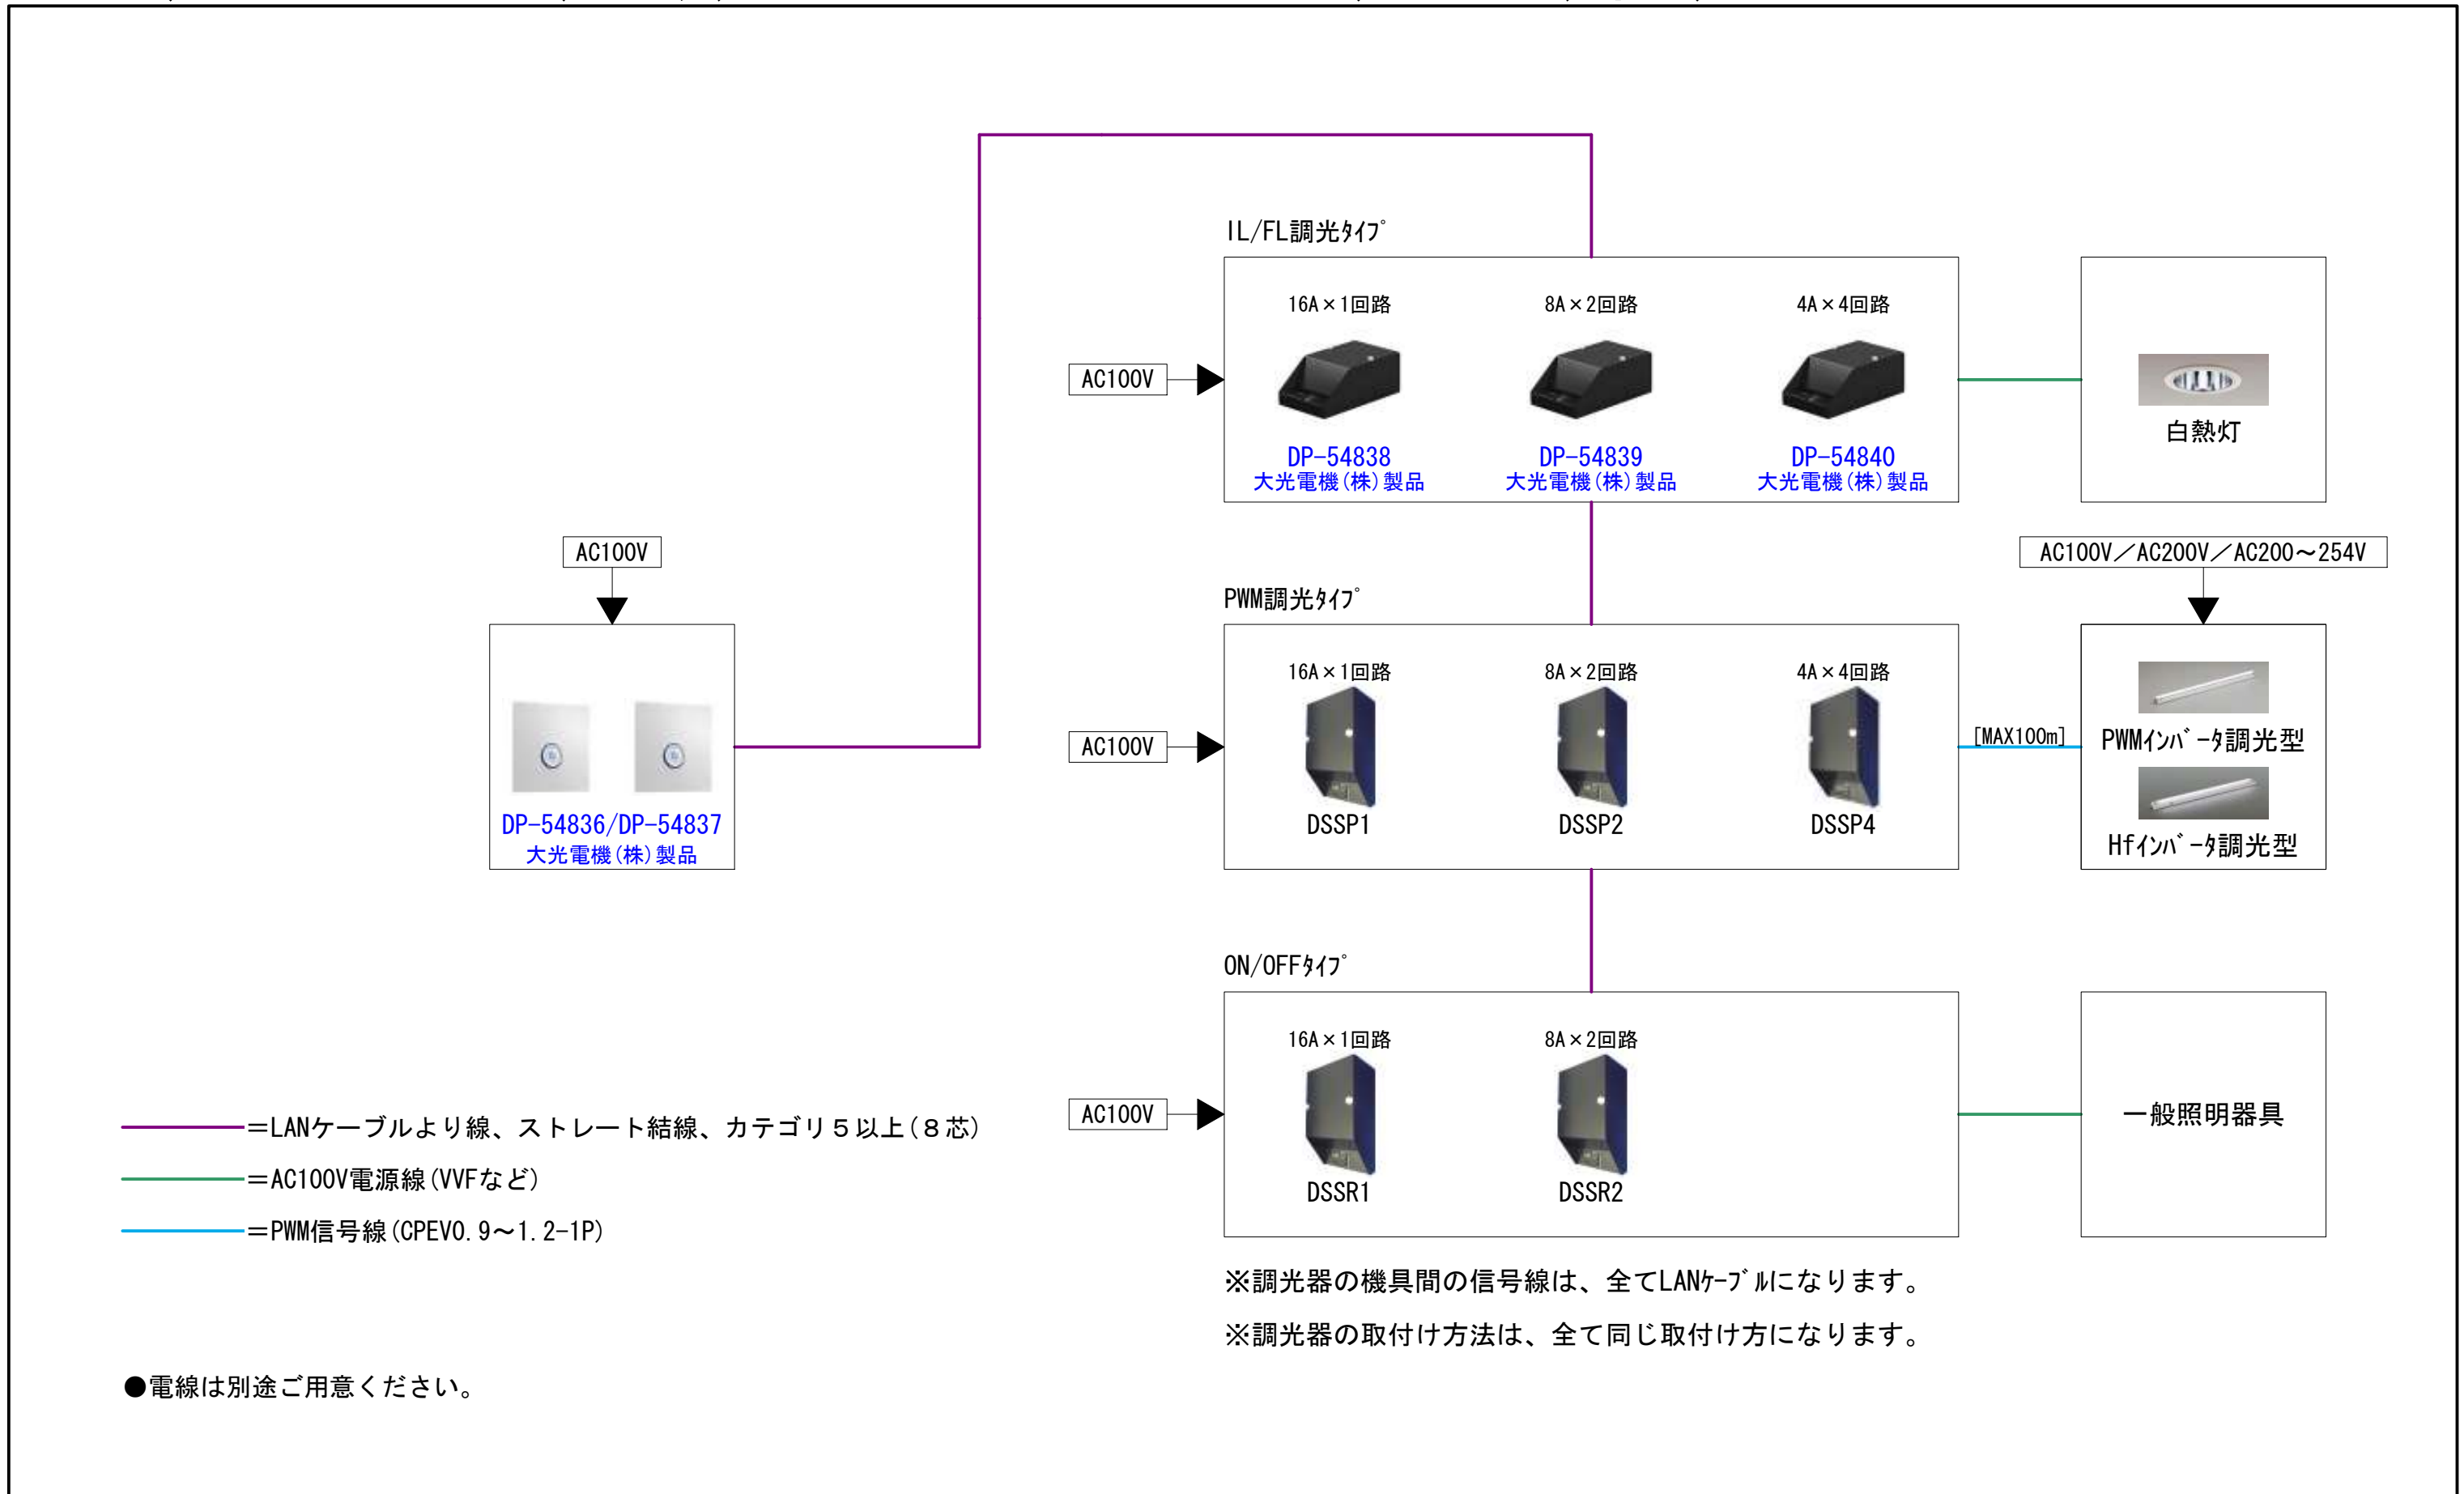 IL/FL調光ﾀｲﾌﾟ
16A×1回路
8A×2回路
4A×4回路
AC100V
DP-54838
大光電機(株)製品
DP-54839
大光電機(株)製品
DP-54840
大光電機(株)製品
白熱灯
AC100V
AC100V／AC200V／AC200～254V
PWM調光ﾀｲﾌﾟ
16A×1回路
8A×2回路
4A×4回路
AC100V
[MAX100m]
PWMｲﾝﾊﾞｰﾀ調光型
DP-54836/DP-54837
大光電機(株)製品
DSSP1
DSSP2
DSSP4
Hfｲﾝﾊﾞｰﾀ調光型
ON/OFFﾀｲﾌﾟ
16A×1回路
8A×2回路
AC100V
一般照明器具
DSSR1
DSSR2
＝LANケーブルより線、ストレート結線、カテゴリ５以上(８芯)
＝AC100V電源線(VVFなど)
＝PWM信号線(CPEV0.9～1.2-1P)
※調光器の機具間の信号線は、全てLANｹｰﾌﾞﾙになります。
※調光器の取付け方法は、全て同じ取付け方になります。
●電線は別途ご用意ください。